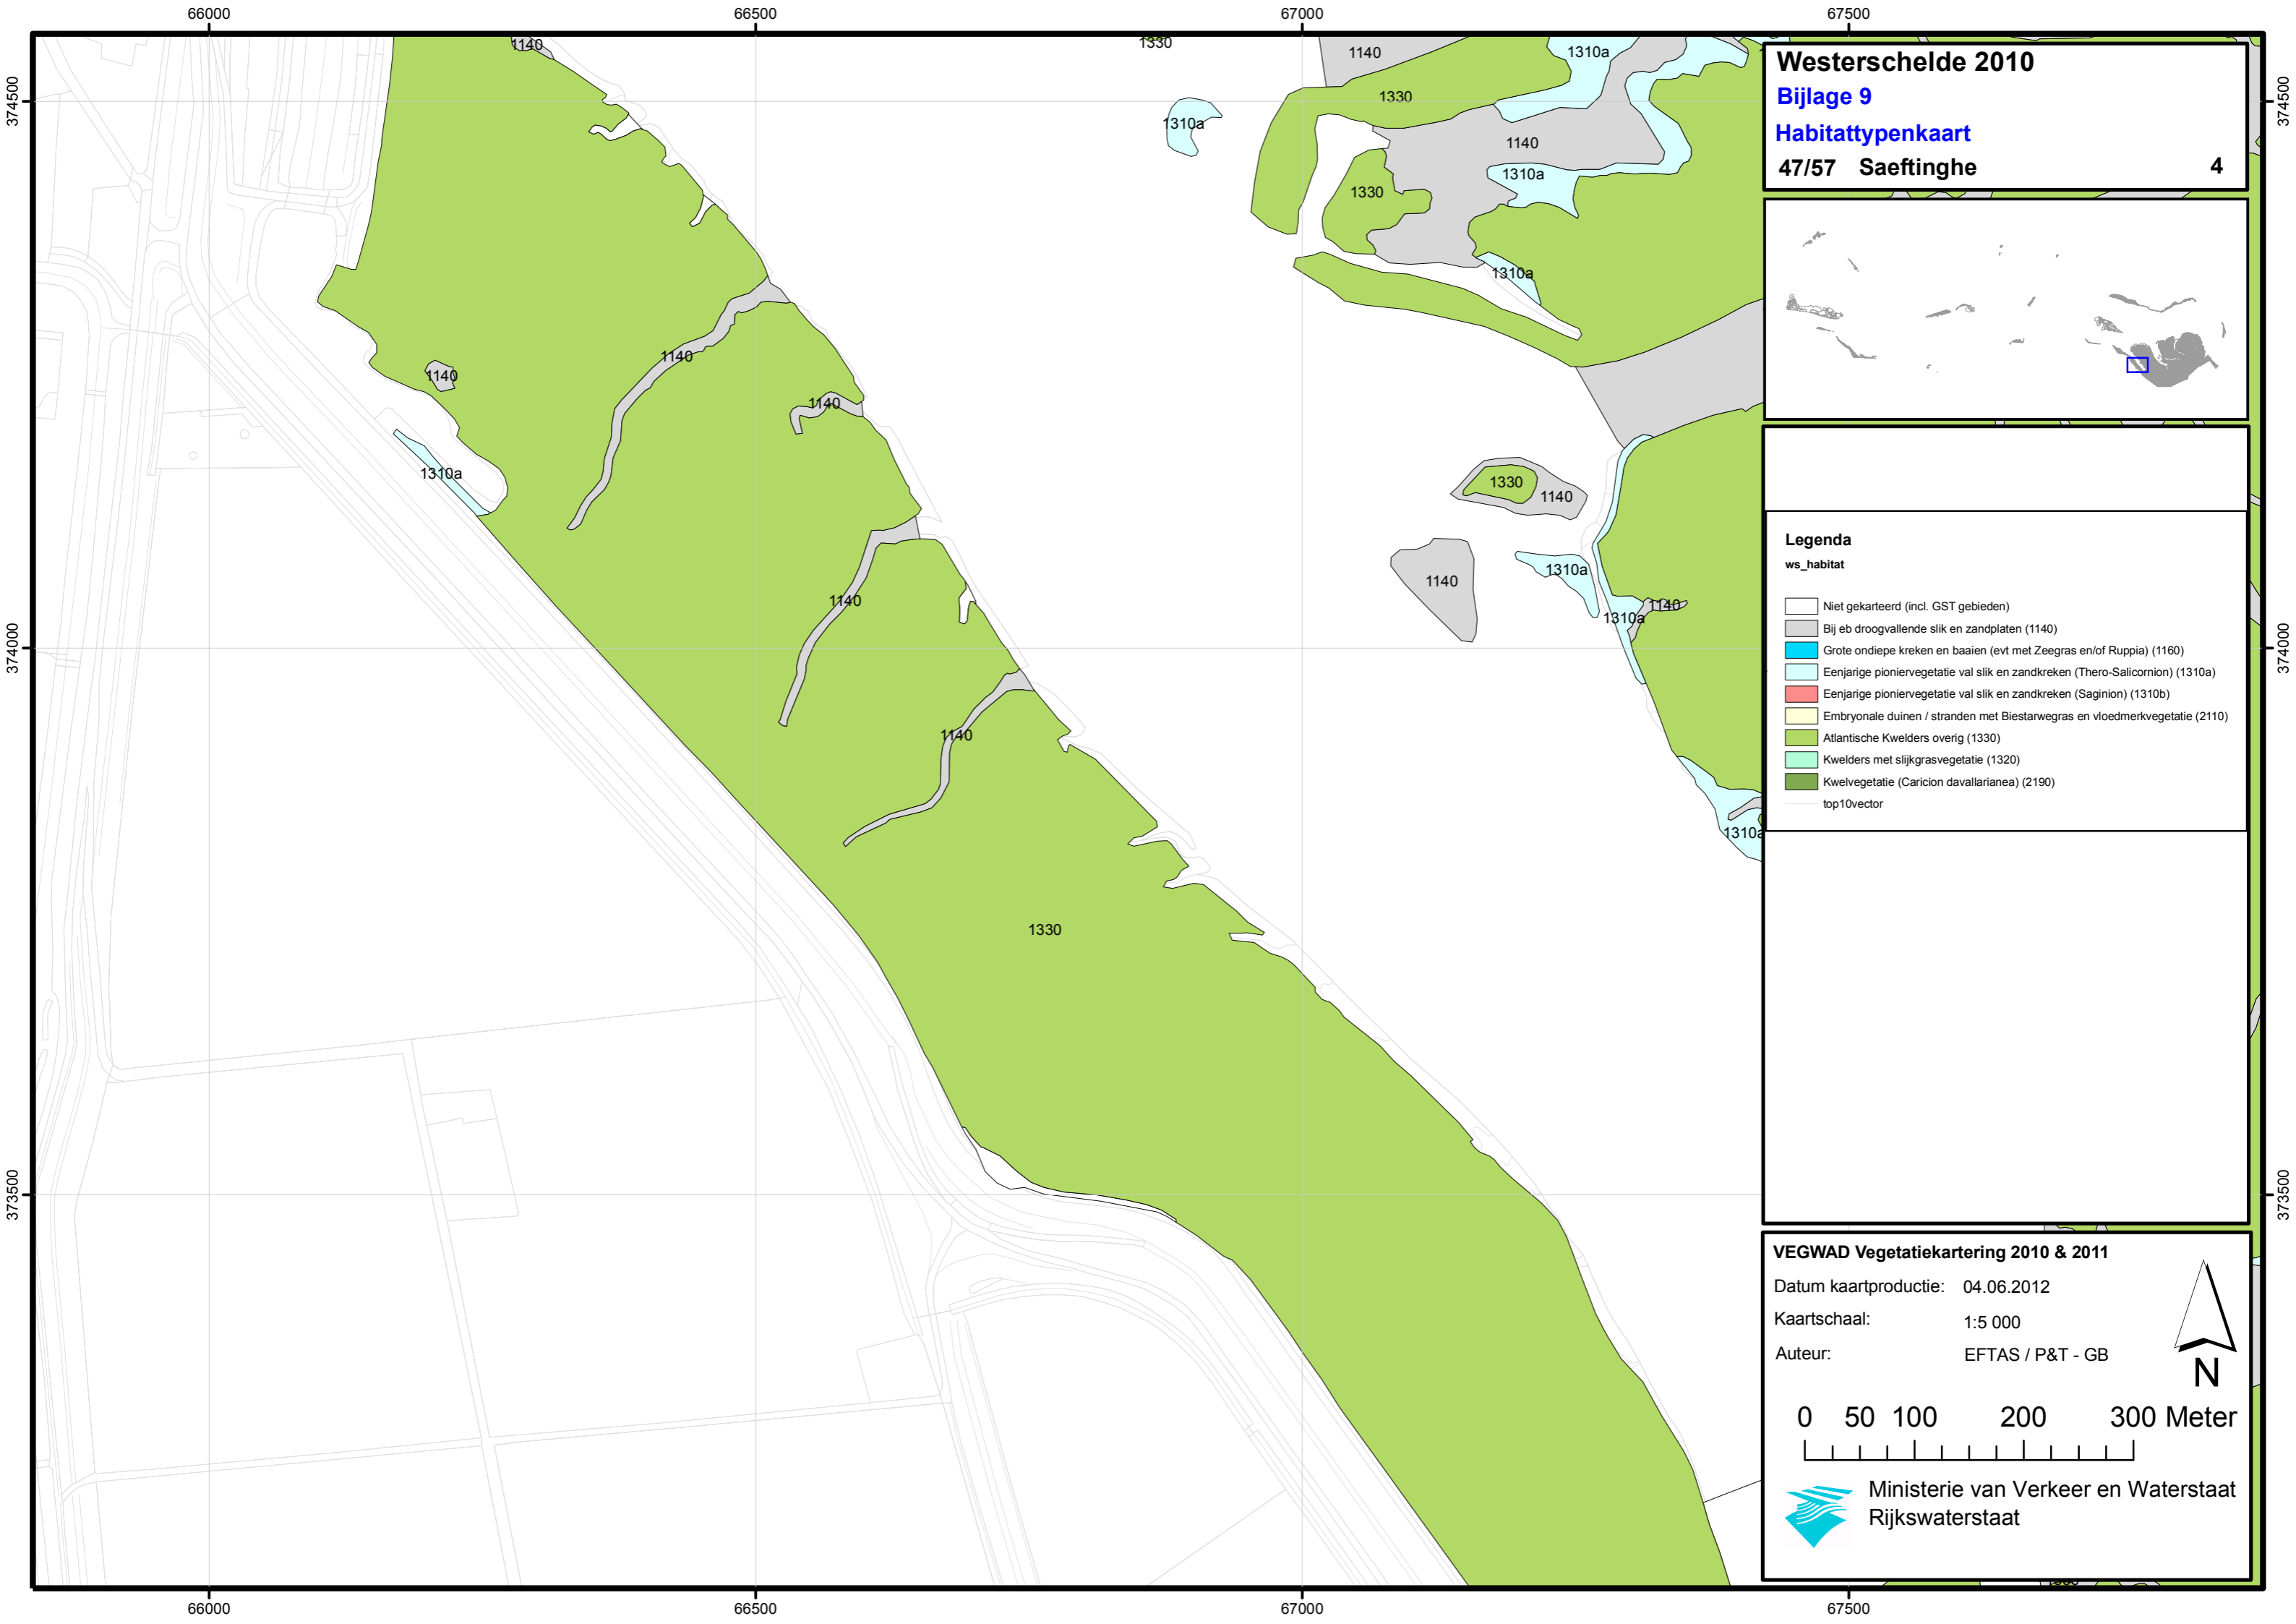 66000 66500 67000 67500
374500
374000
373500
374500
374000
373500
1140
1330
1140
1310a
1330
1310a
1140
1310a
1330
1310a
1140
1140
1140
1310a
1330
1140
1140
1310a
1140
1310a
1140
1140
1310a
1330
Westerschelde 2010
Bijlage 9
Habitattypenkaart
47/57 Saeftinghe 4
Legenda
ws_habitat
Niet gekarteerd (incl. GST gebieden)
Bij eb droogvallende slik en zandplaten (1140)
Grote ondiepe kreken en baaien (evt met Zeegras en/of Ruppia) (1160)
Eenjarige pioniervegetatie val slik en zandkreken (Thero-Salicornion) (1310a)
Eenjarige pioniervegetatie val slik en zandkreken (Saginion) (1310b)
Embryonale duinen / stranden met Biestarwegras en vloedmerkvegetatie (2110)
Atlantische Kwelders overig (1330)
Kwelders met slijkgrasvegetatie (1320)
Kwelvegetatie (Caricion davallarianea) (2190)
top10vector
VEGWAD Vegetatiekartering 2010 & 2011
Datum kaartproductie: 04.06.2012
Kaartschaal: 1:5 000
Auteur: EFTAS / P&T - GB
N
0 50 100 200 300 Meter
Ministerie van Verkeer en Waterstaat
Rijkswaterstaat
66000 66500 67000 67500